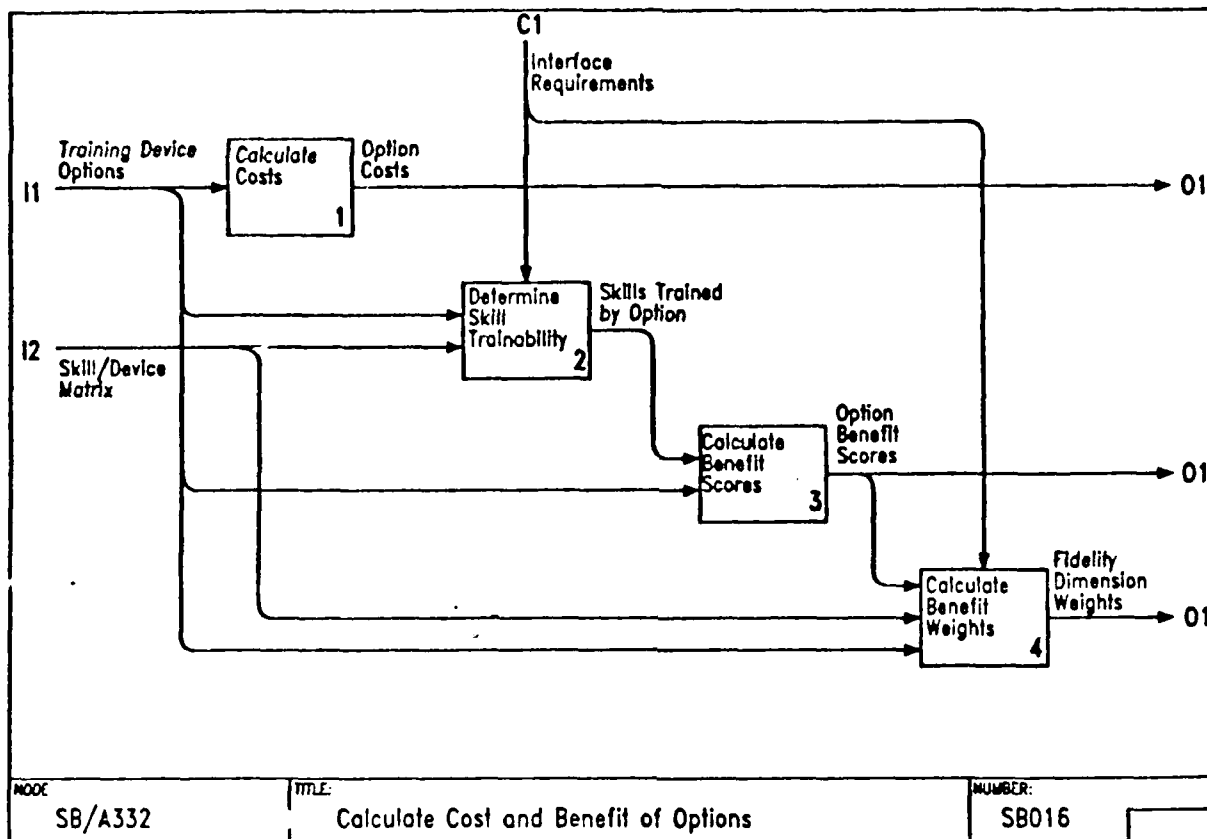 C1
Interface
Requirements
Training Device
Options
I1
Calculate
Costs
1
Option
Costs
O1
Determine
Skill
Trainability
2
Skills Trained
by Option
I2
Skill/Device
Matrix
Calculate
Benefit
Scores
3
Option
Benefit
Scores
O1
Calculate
Benefit
Weights
4
Fidelity
Dimension
Weights
O1
NODE
SB/A332
TITLE:
Calculate Cost and Benefit of Options
NUMBER:
SB016